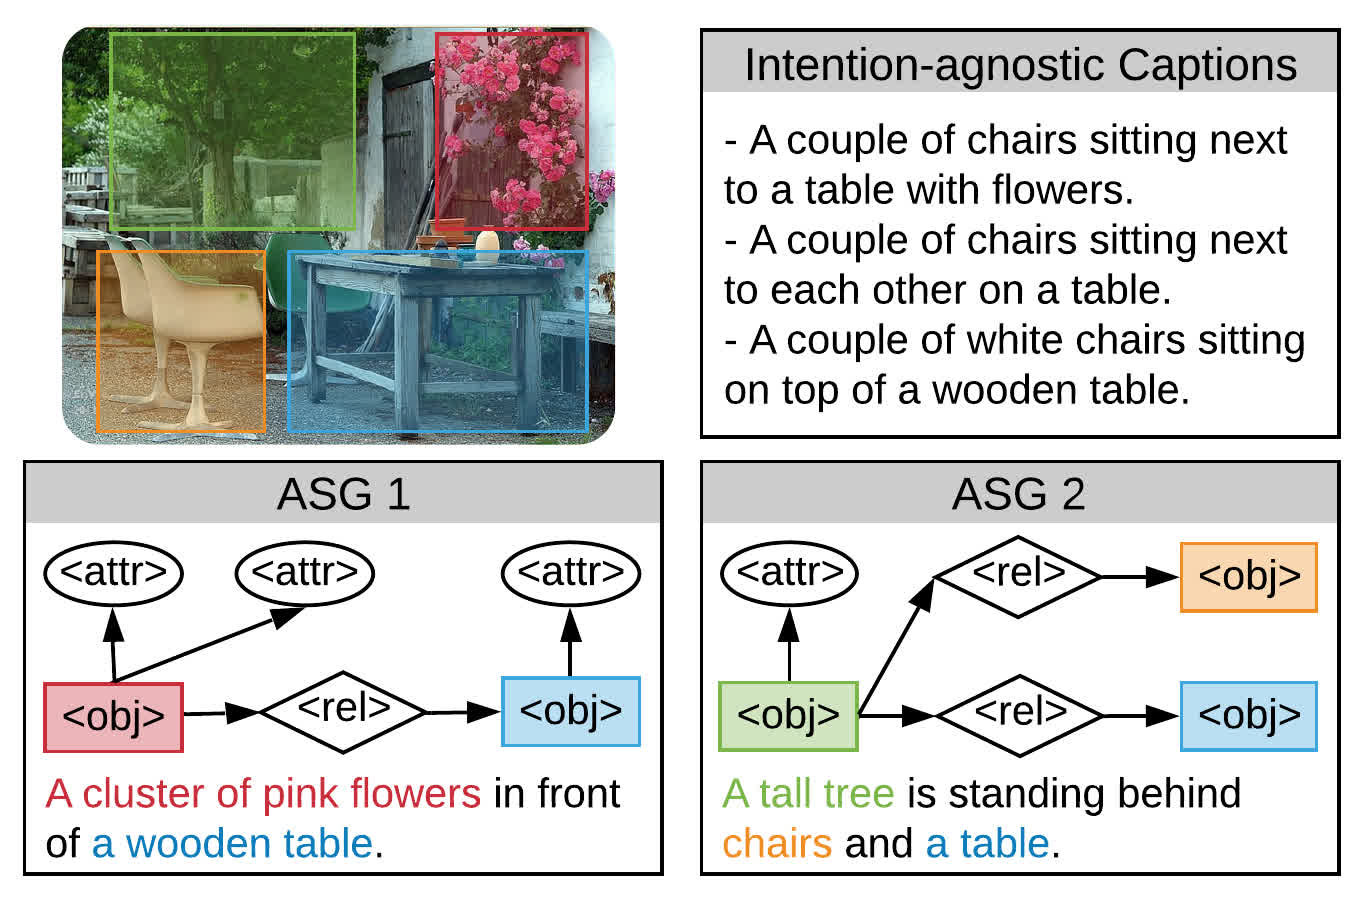 Intention-agnostic Captions
- A couple of chairs sitting next
to a table with flowers.
- A couple of chairs sitting next
to each other on a table.
- A couple of white chairs sitting
on top of a wooden table.
ASG 1
<attr> <attr> <attr>
<obj> <rel> <obj>
A cluster of pink flowers in front
of a wooden table.
ASG 2
<attr> <rel> <obj>
<obj> <rel> <obj>
A tall tree is standing behind
chairs and a table.